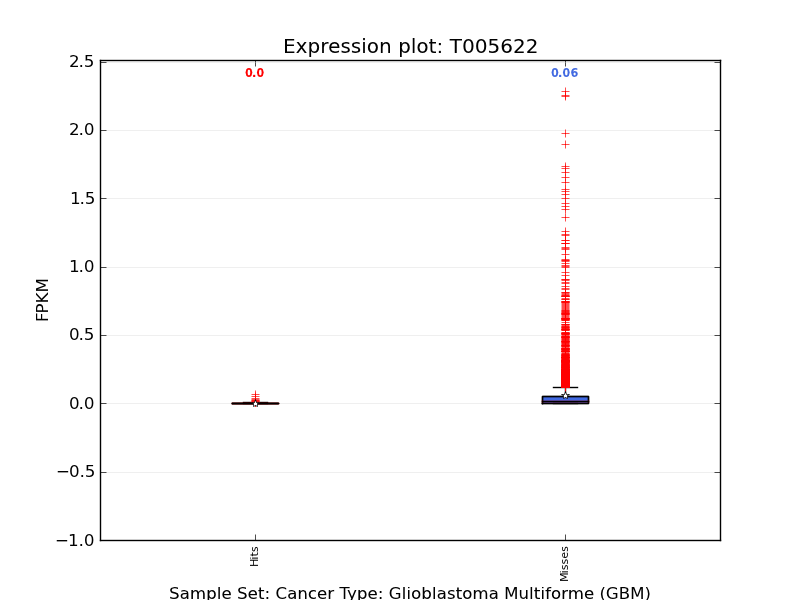 Expression plot: T005622
0.0
0.06
2.5
2.0
1.5
1.0
0.5
0.0
−0.5
−1.0
FPKM
Hits
Misses
Sample Set: Cancer Type: Glioblastoma Multiforme (GBM)